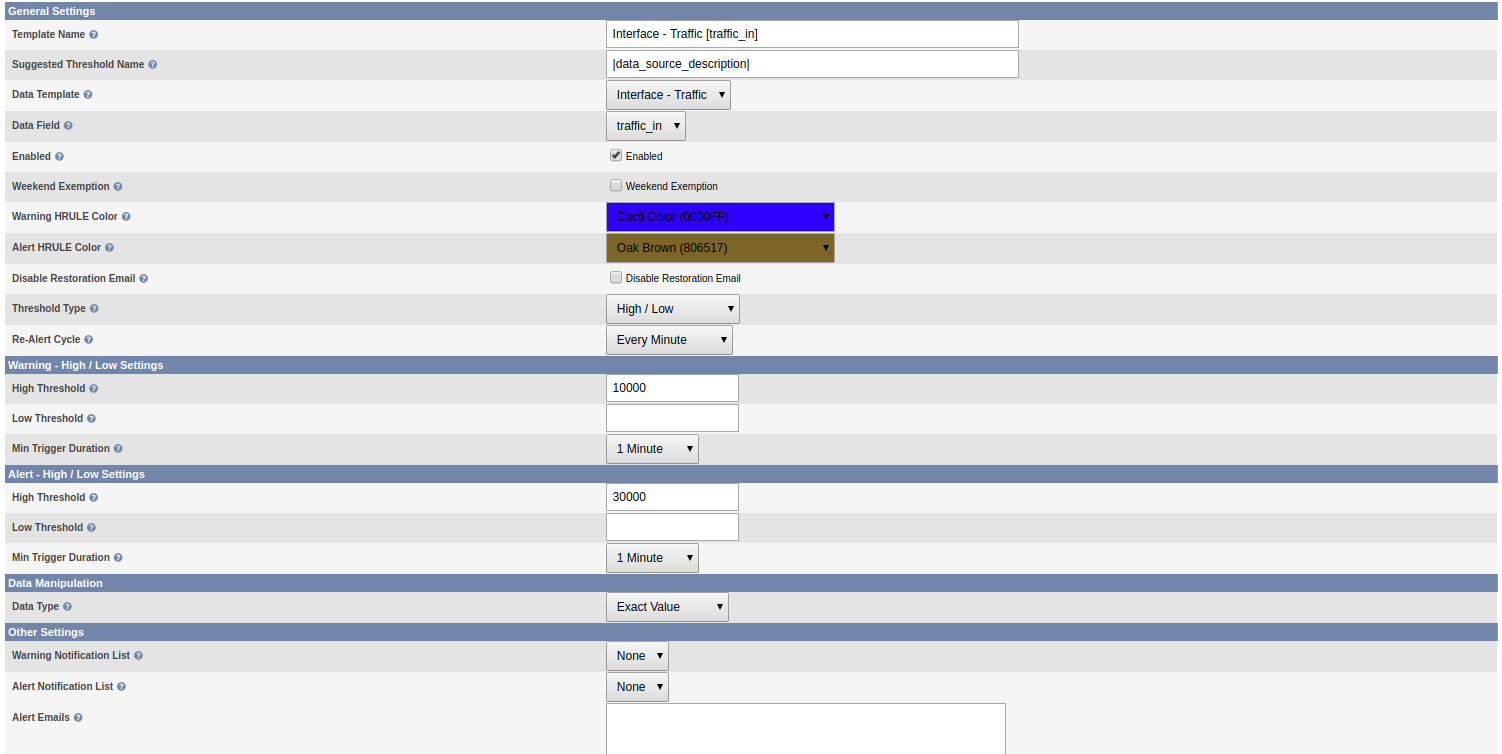 General Settings
Template Name
Interface - Traffic [traffic_in]
Suggested Threshold Name
|data_source_description|
Data Template
Interface - Traffic
Data Field
traffic_in
Enabled
Enabled
Weekend Exemption
Weekend Exemption
Warning HRULE Color
Cacti Color (0000FF)
Alert HRULE Color
Oak Brown (806517)
Disable Restoration Email
Disable Restoration Email
Threshold Type
High / Low
Re-Alert Cycle
Every Minute
Warning - High / Low Settings
High Threshold
10000
Low Threshold
Min Trigger Duration
1 Minute
Alert - High / Low Settings
High Threshold
30000
Low Threshold
Min Trigger Duration
1 Minute
Data Manipulation
Data Type
Exact Value
Other Settings
Warning Notification List
None
Alert Notification List
None
Alert Emails